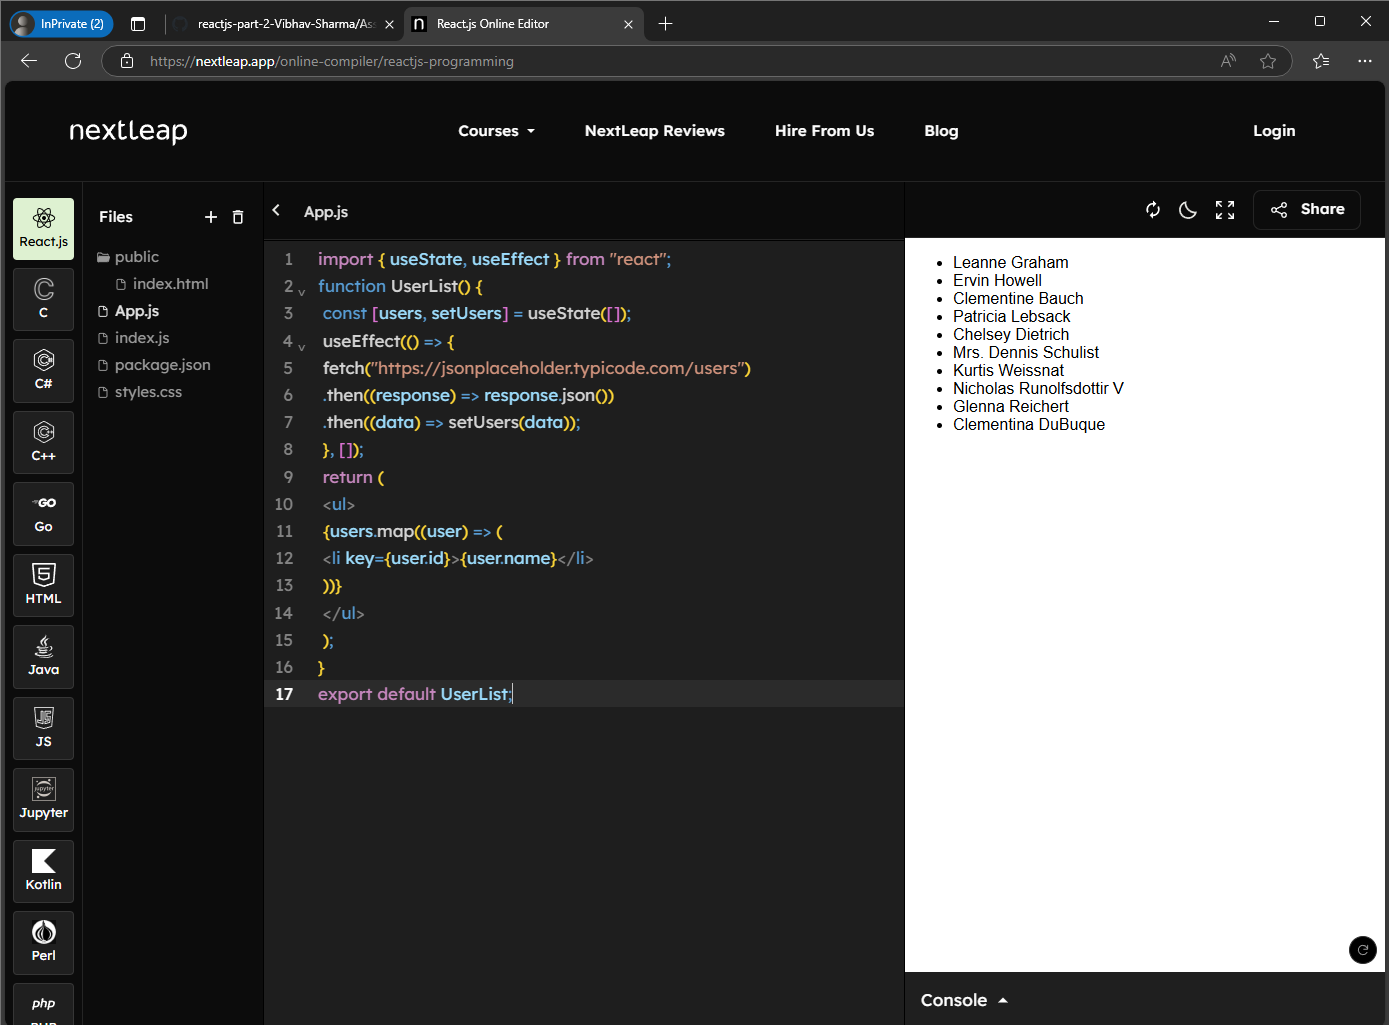 InPrivate (2)
reactjs-part-2-Vibhav-Sharma/As
React.js Online Editor
https://nextleap.app/online-compiler/reactjs-programming
nextleap
Courses
NextLeap Reviews
Hire From Us
Blog
Login
React.js
C
C#
C++
GO
Go
HTML
Java
JS
Jupyter
Kotlin
Perl
php
Files
public
index.html
App.js
index.js
package.json
styles.css
App.js
1 import { useState, useEffect } from "react";
2 function UserList() {
3 const [users, setUsers] = useState([]);
4 useEffect(() => {
5 fetch("https://jsonplaceholder.typicode.com/users")
6 .then((response) => response.json())
7 .then((data) => setUsers(data));
8 }, []);
9 return (
10 <ul>
11 {users.map((user) => (
12 <li key={user.id}>{user.name}</li>
13 ))}
14 </ul>
15 );
16 }
17 export default UserList;
Share
Leanne Graham
Ervin Howell
Clementine Bauch
Patricia Lebsack
Chelsey Dietrich
Mrs. Dennis Schulist
Kurtis Weissnat
Nicholas Runolfsdottir V
Glenna Reichert
Clementina DuBuque
Console